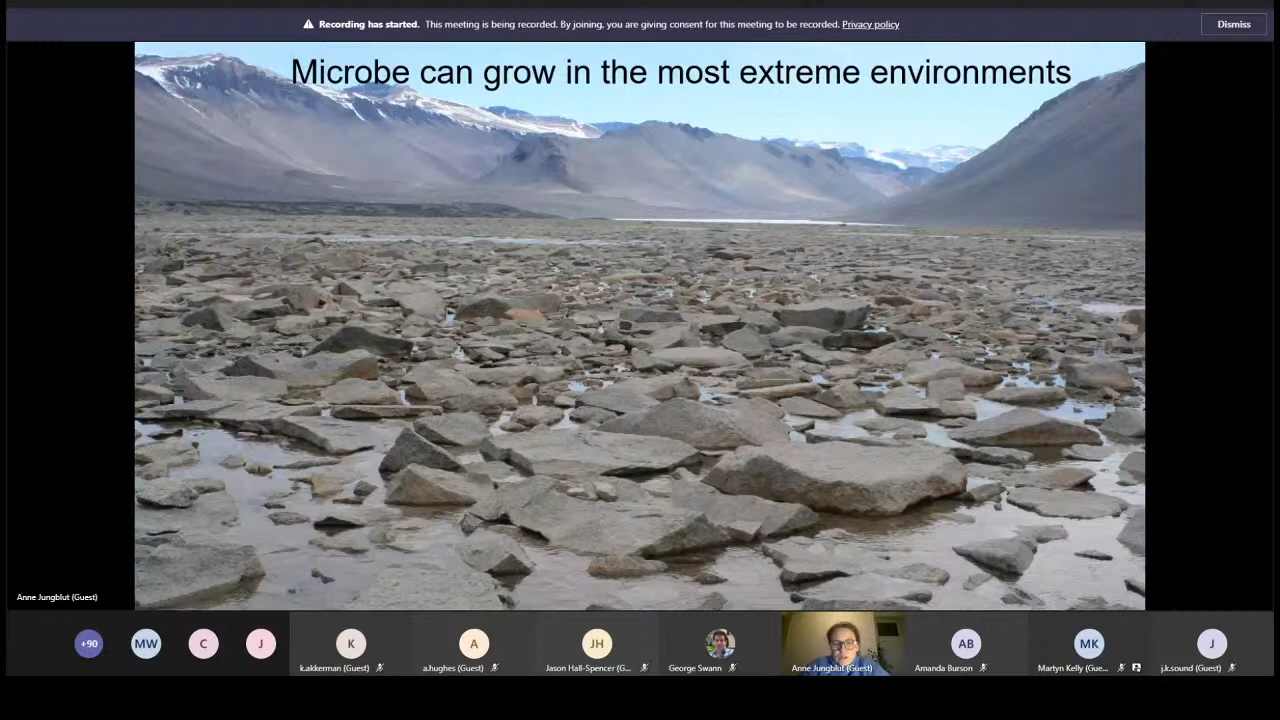 Recording has started. This meeting is being recorded. By joining, you are giving consent for this meeting to be recorded. Privacy policy
Dismiss
Microbe can grow in the most extreme environments
Anne Jungblut (Guest)
+90
MW
C
J
K
k.akkerman (Guest)
A
a.hughes (Guest)
JH
Jason Hall-Spencer (G...
George Swann
Anne Jungblut (Guest)
AB
Amanda Burson
MK
Martyn Kelly (Gue...
J
j.k.sound (Guest)